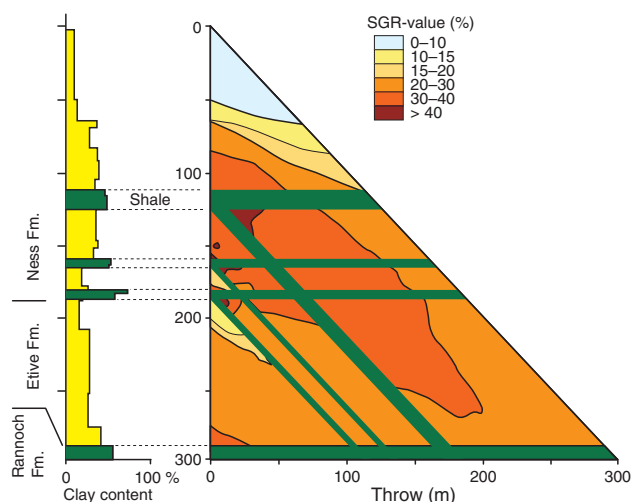 SGR-value (%)
0–10
10–15
15–20
20–30
30–40
> 40
0
100
200
300
Shale
Ness Fm.
Etive Fm.
Rannoch
Fm.
0
100 %
Clay content
0
100
200
300
Throw (m)